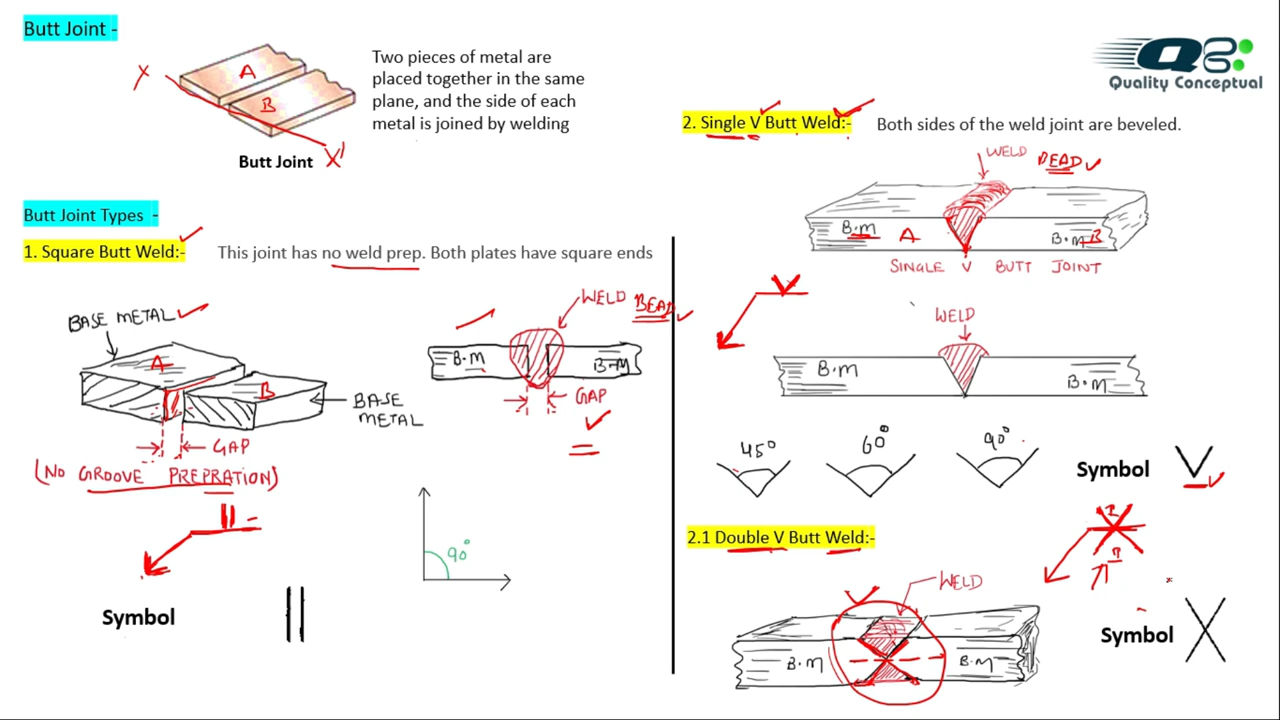 Butt Joint -
X
A
B
Butt Joint X'
Two pieces of metal are
placed together in the same
plane, and the side of each
metal is joined by welding
Quality Conceptual
Butt Joint Types -
1. Square Butt Weld:-
This joint has no weld prep. Both plates have square ends
BASE METAL
A
B
BASE
METAL
GAP
(NO GROOVE PREPRATION)
WELD BEAD
B.M
B.M
GAP
Symbol
90°
2. Single V Butt Weld:-
Both sides of the weld joint are beveled.
WELD BEAD
B.M A
B.M B
SINGLE V BUTT JOINT
WELD
B.M
B.M
45°
60°
90°
Symbol
2.1 Double V Butt Weld:-
WELD
B.M
B.M
Symbol